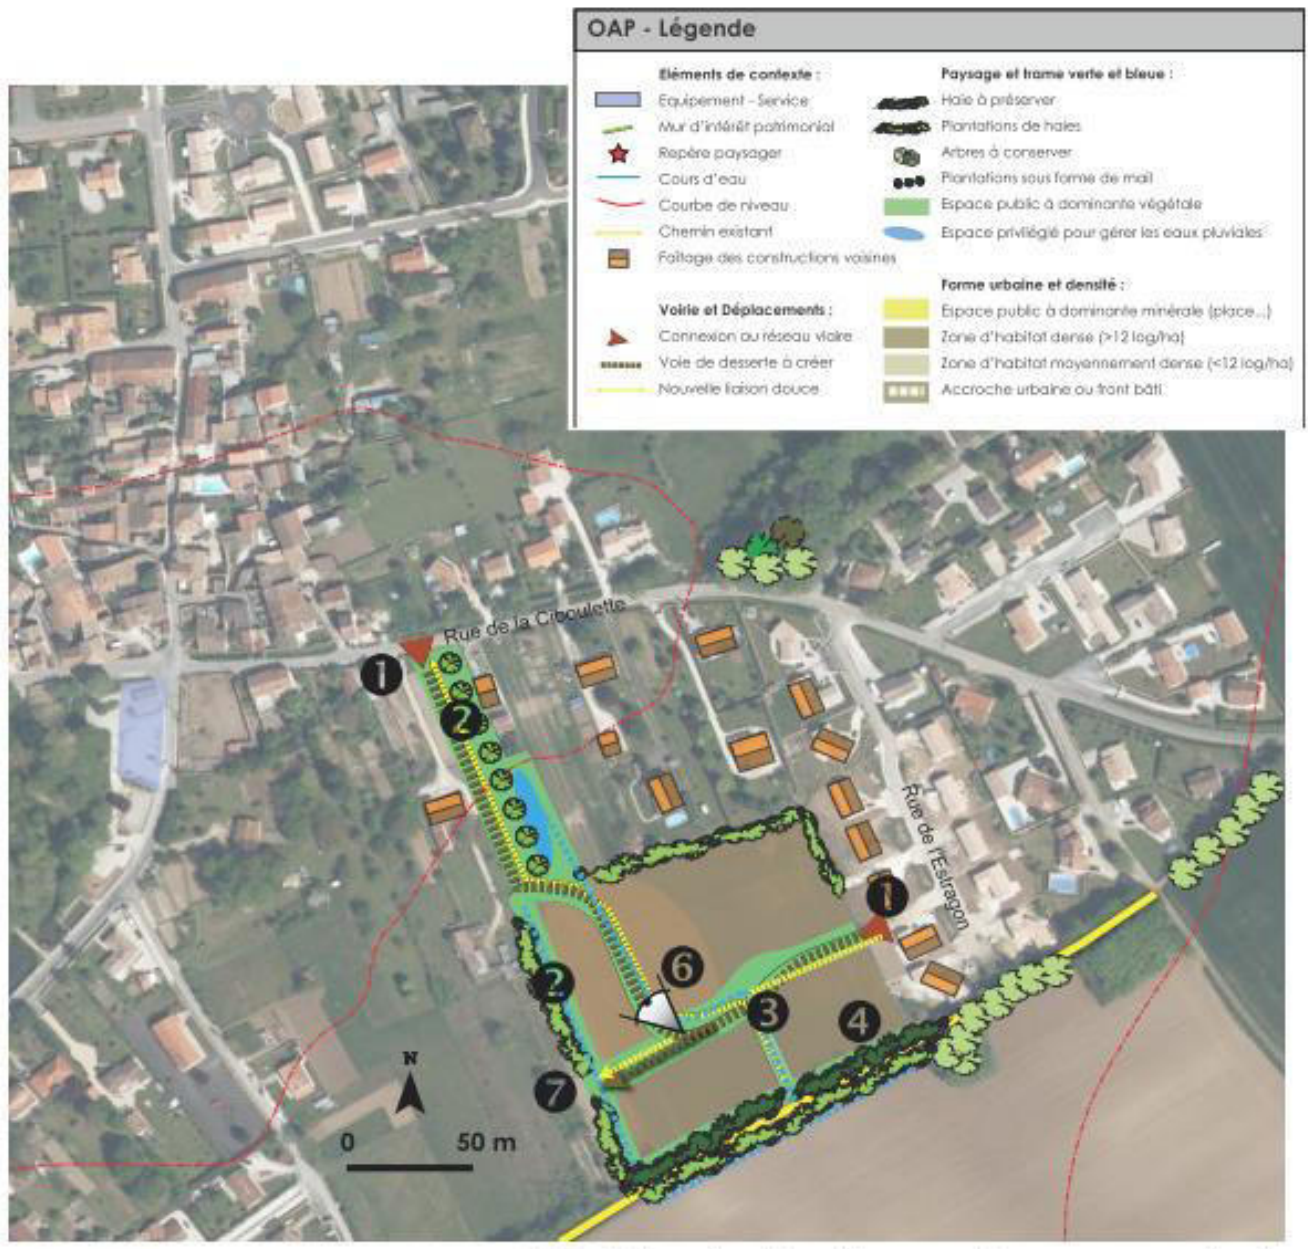 OAP - Légende
Eléments de contexte :
Equipement - Service
Mur d'intérêt patrimonial
Repère paysager
Cours d'eau
Courbe de niveau
Chemin existant
Faîtage des constructions voisines
Voirie et Déplacements :
Connexion au réseau viaire
Voie de desserte à créer
Nouvelle liaison douce
Paysage et trame verte et bleue :
Haie à préserver
Plantations de haies
Arbres à conserver
Plantations sous forme de mail
Espace public à dominante végétale
Espace privilégié pour gérer les eaux pluviales
Forme urbaine et densité :
Espace public à dominante minérale (place...)
Zone d'habitat dense (>12 log/ha)
Zone d'habitat moyennement dense (<12 log/ha)
Accroche urbaine ou front bâti
Rue de la Ciboulette
1
2
Rue de l'Estragon
1
6
2
3
4
7
N
0 50 m